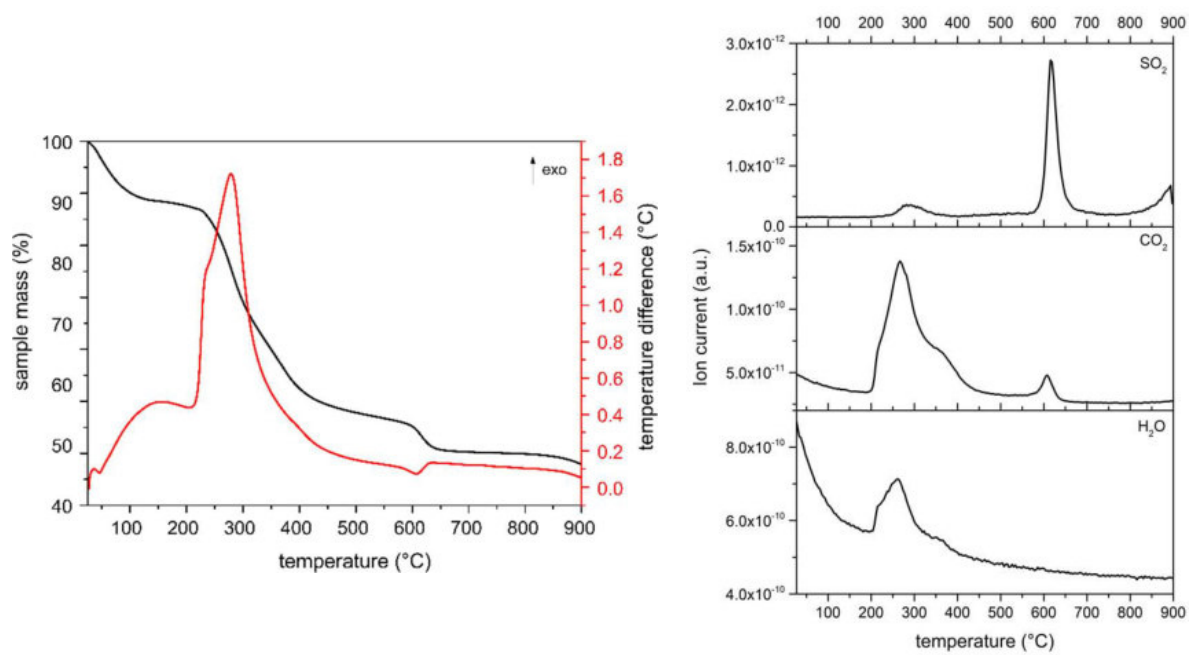 100
90
80
70
60
50
40
sample mass (%)
100 200 300 400 500 600 700 800 900
temperature (°C)
exo
1.8
1.6
1.4
1.2
1.0
0.8
0.6
0.4
0.2
0.0
temperature difference (°C)
100 200 300 400 500 600 700 800 900
3.0x10⁻¹²
SO₂
2.0x10⁻¹²
1.0x10⁻¹²
0.0
CO₂
1.5x10⁻¹⁰
1.0x10⁻¹⁰
5.0x10⁻¹¹
Ion current (a.u.)
H₂O
8.0x10⁻¹⁰
6.0x10⁻¹⁰
4.0x10⁻¹⁰
100 200 300 400 500 600 700 800 900
temperature (°C)